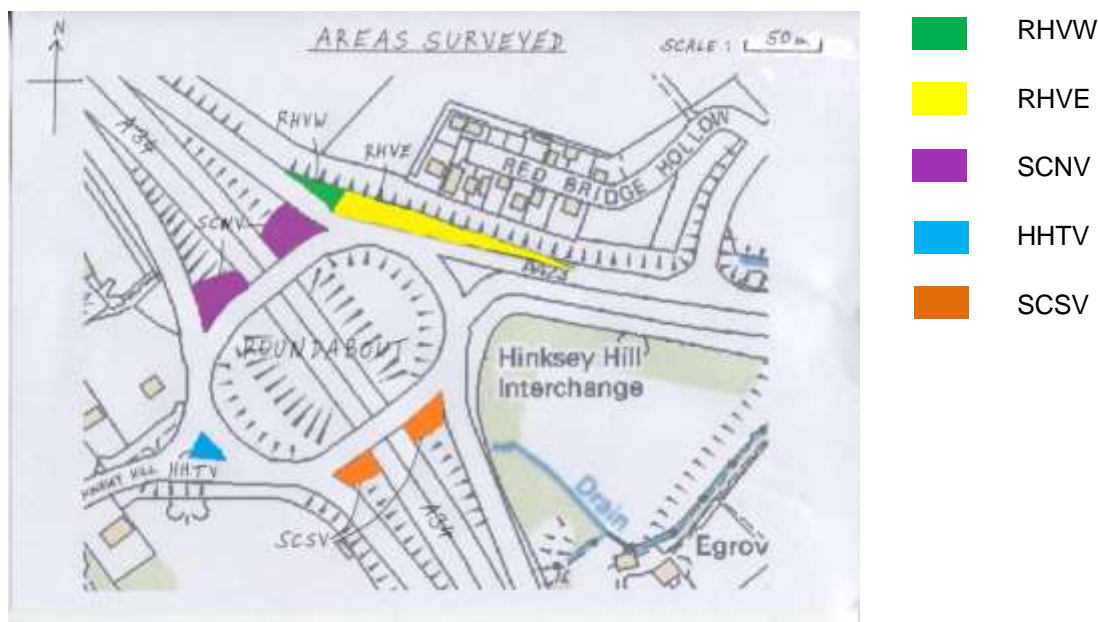 N
AREAS SURVEYED
SCALE: 50m
A34
RHVW
RHVE
RED BRIDGE HOLLOW
SCNV
ROUNDABOUT
Hinksey Hill
Interchange
HINKSEY HILL
HHTV
SCSV
A34
Drain
Egrov
RHVW
RHVE
SCNV
HHTV
SCSV